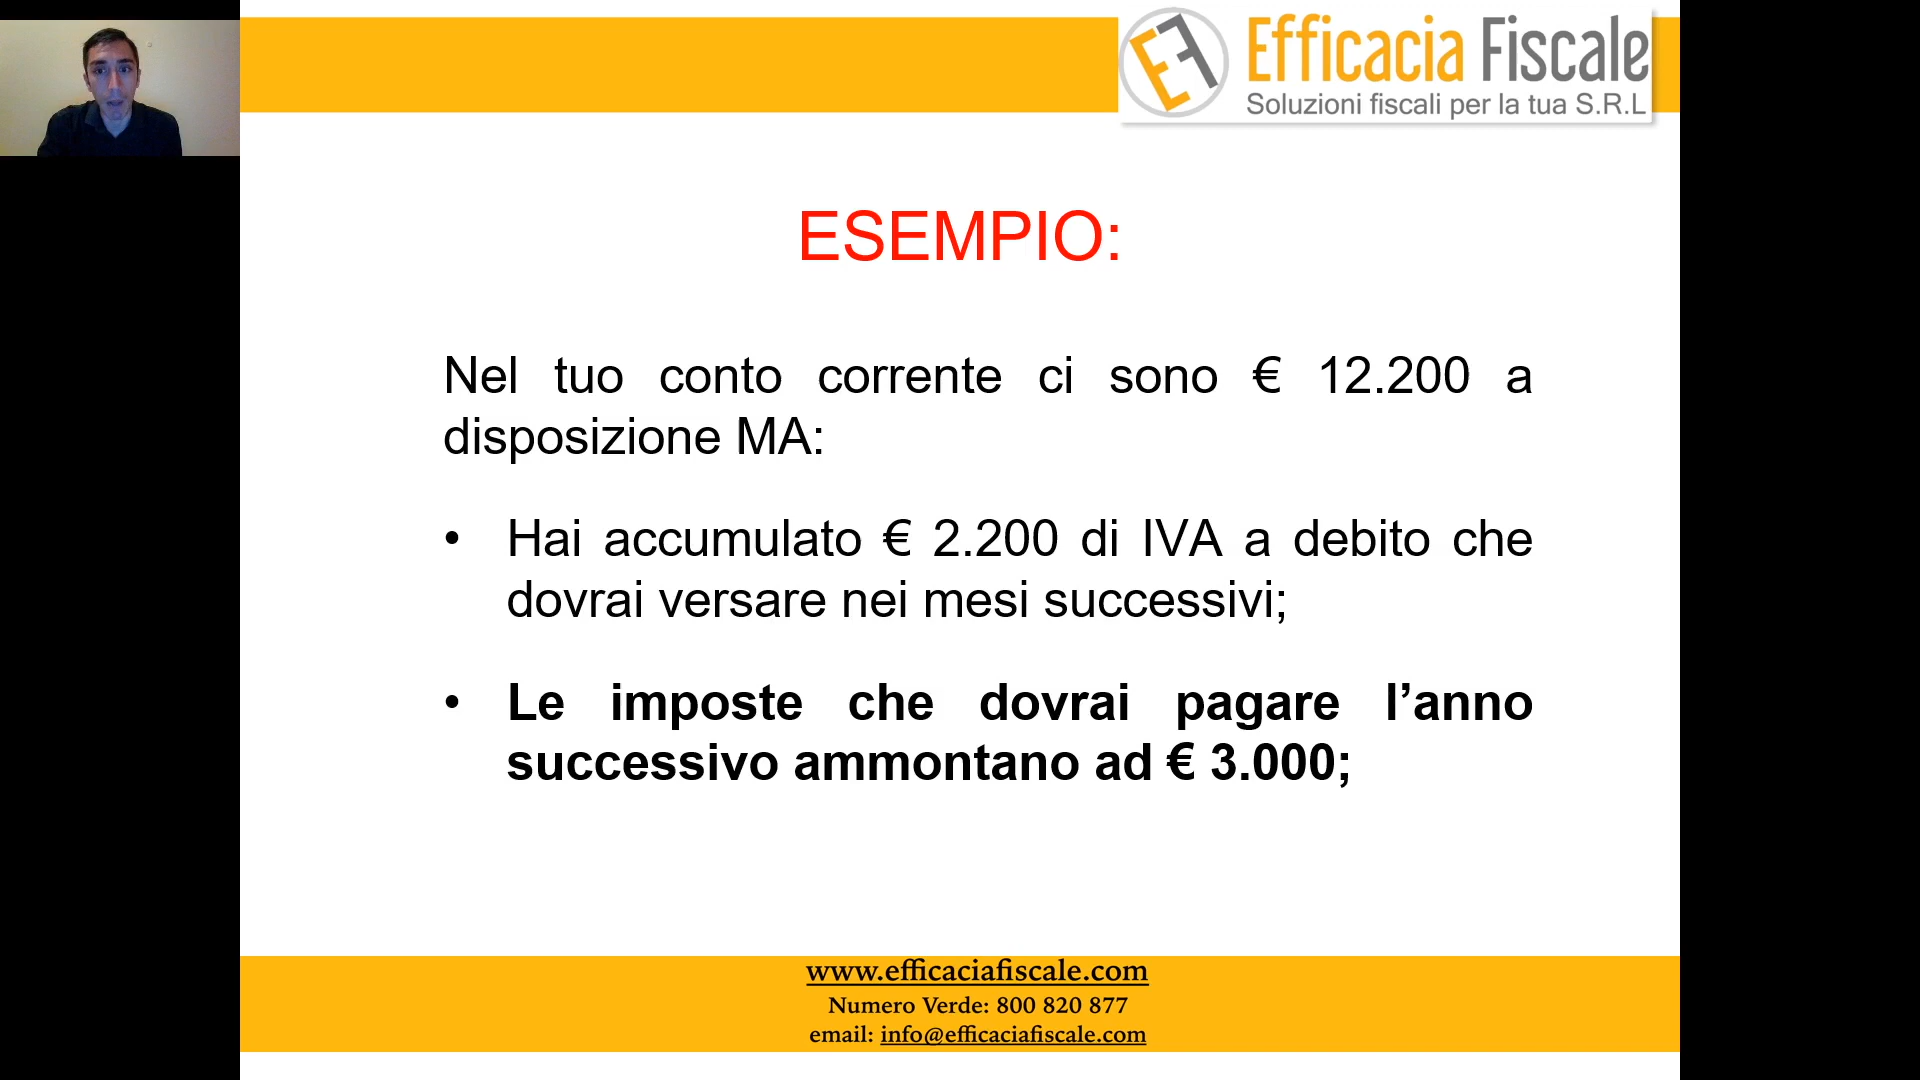 Efficacia Fiscale
Soluzioni fiscali per la tua S.R.L
ESEMPIO:
Nel tuo conto corrente ci sono € 12.200 a
disposizione MA:
• Hai accumulato € 2.200 di IVA a debito che
dovrai versare nei mesi successivi;
• Le imposte che dovrai pagare l’anno
successivo ammontano ad € 3.000;
www.efficaciafiscale.com
Numero Verde: 800 820 877
email: info@efficaciafiscale.com